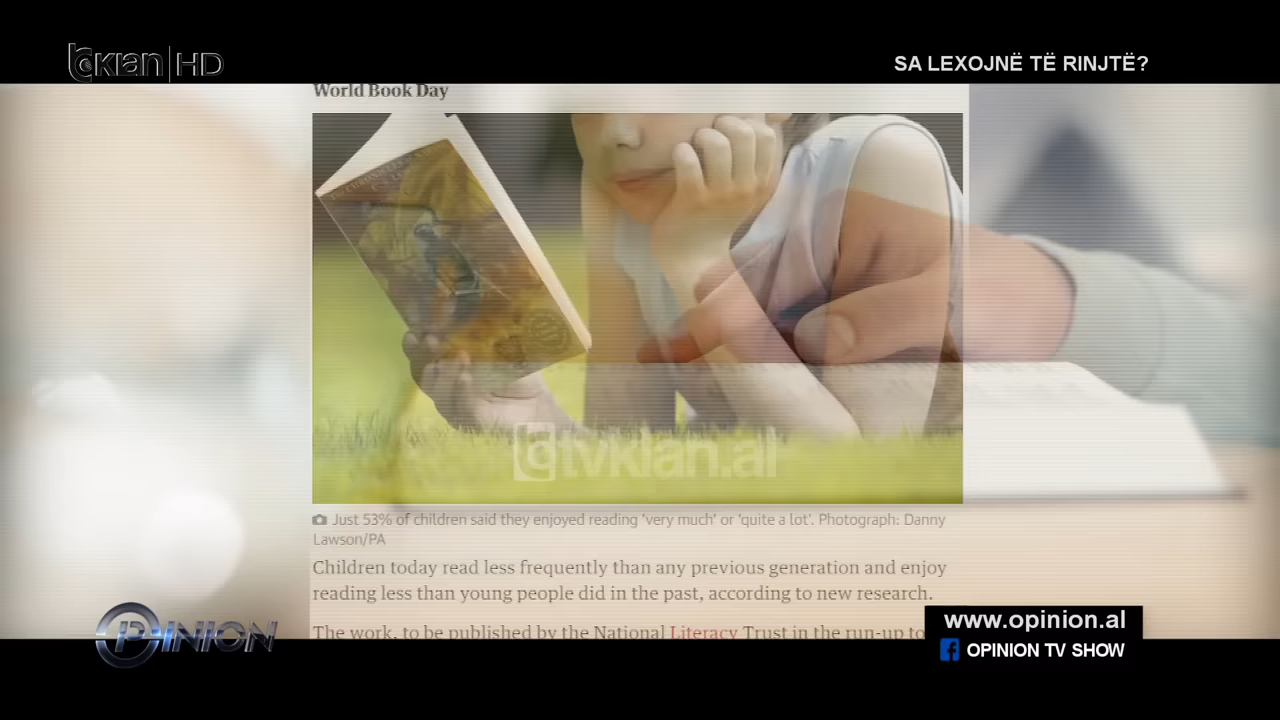 tvklan HD
SA LEXOJNË TË RINJTË?
World Book Day
tvklan.al
Just 53% of children said they enjoyed reading ‘very much’ or ‘quite a lot’. Photograph: Danny
Lawson/PA
Children today read less frequently than any previous generation and enjoy
reading less than young people did in the past, according to new research.
The work, to be published by the National Literacy Trust in the run-up to
OPINION
www.opinion.al
OPINION TV SHOW